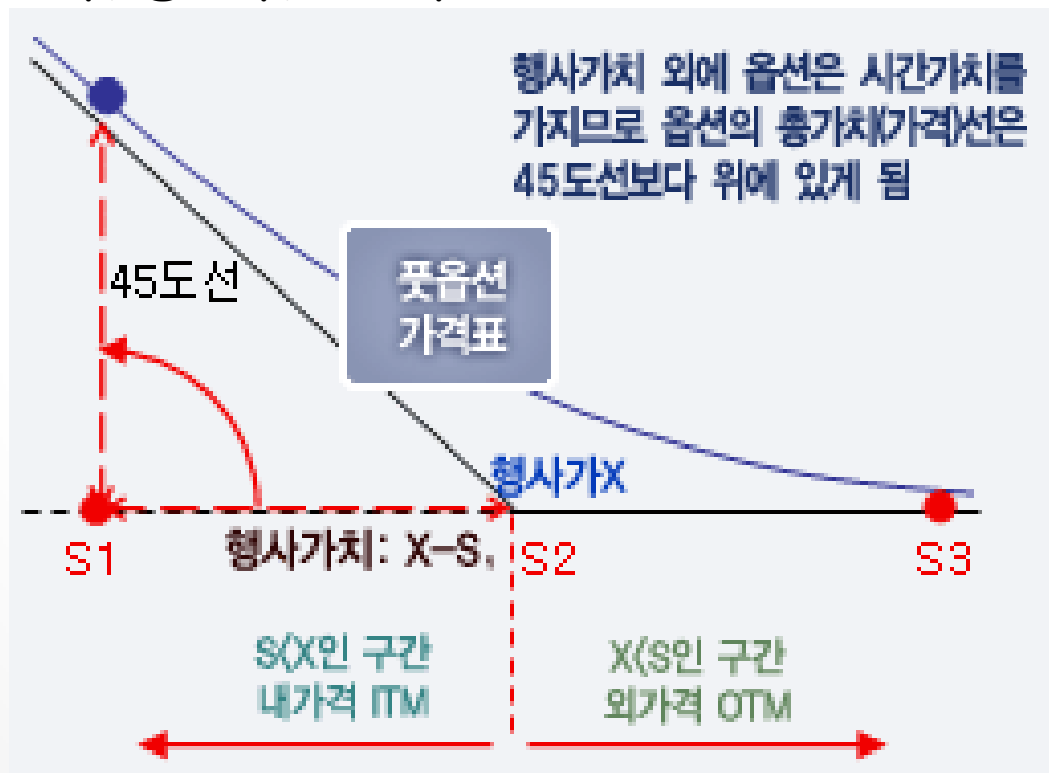 행사가치 외에 옵션은 시간가치를
가지므로 옵션의 총가치(가격)선은
45도선보다 위에 있게 됨
45도선
풋옵션
가격표
행사가X
S1
행사가치: X-S,
S2
S3
S(X인 구간
내가격 ITM
X(S인 구간
외가격 OTM